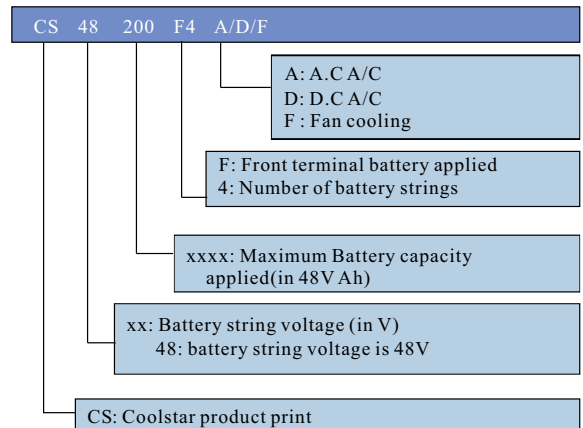 CS 48 200 F4 A/D/F
A: A.C A/C
D: D.C A/C
F : Fan cooling
F: Front terminal battery applied
4: Number of battery strings
xxxx: Maximum Battery capacity
applied(in 48V Ah)
xx: Battery string voltage (in V)
48: battery string voltage is 48V
CS: Coolstar product print